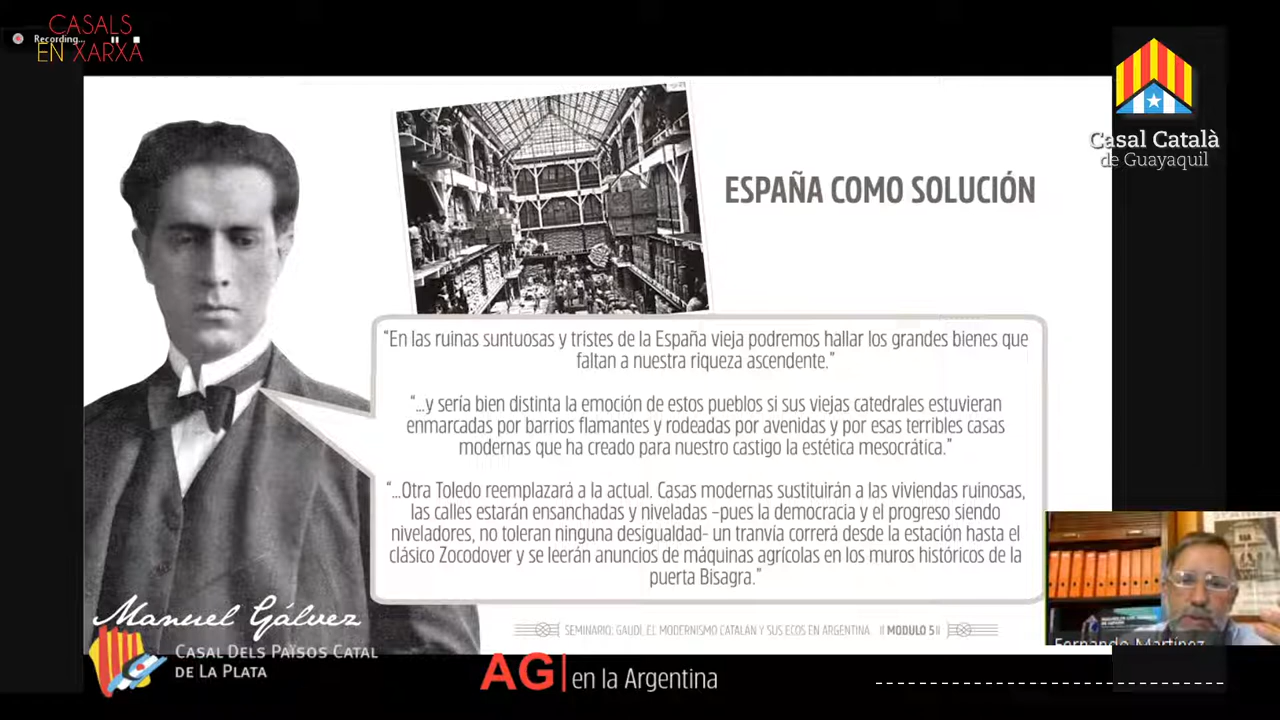 CASALS
Recording...
EN XARXA
Casal Català
de Guayaquil
ESPAÑA COMO SOLUCIÓN
“En las ruinas suntuosas y tristes de la España vieja podremos hallar los grandes bienes que
faltan a nuestra riqueza ascendente.”
“...y sería bien distinta la emoción de estos pueblos si sus viejas catedrales estuvieran
enmarcadas por barrios flamantes y rodeadas por avenidas y por esas terribles casas
modernas que ha creado para nuestro castigo la estética mesocrática.”
“...Otra Toledo reemplazará a la actual. Casas modernas sustituirán a las viviendas ruinosas,
las calles estarán ensanchadas y niveladas –pues la democracia y el progreso siendo
niveladores, no toleran ninguna desigualdad- un tranvía correrá desde la estación hasta el
clásico Zocodover y se leerán anuncios de máquinas agrícolas en los muros históricos de la
puerta Bisagra.”
Manuel Gálvez
SEMINARIO: GAUDÍ, EL MODERNISMO CATALÁN Y SUS ECOS EN ARGENTINA || MODULO 5 ||
Fernando Martínez
CASAL DELS PAÏSOS CATAL
DE LA PLATA
AG| en la Argentina